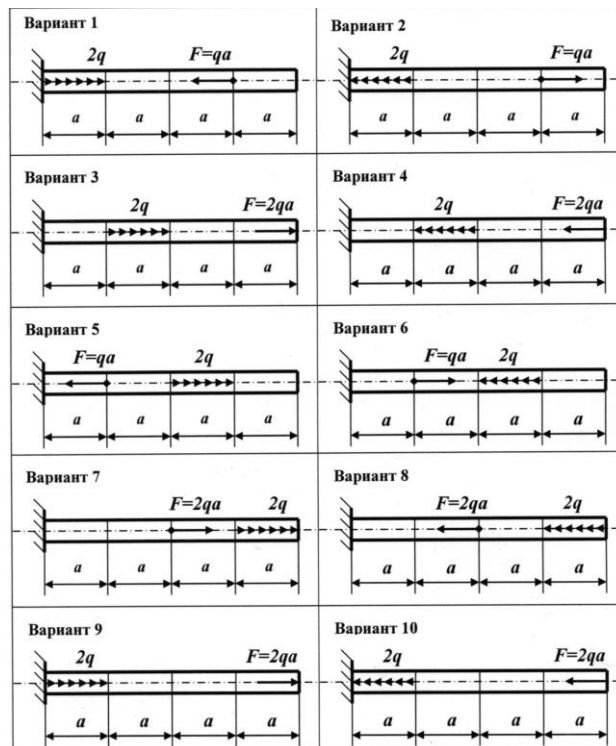 Вариант 1
2q F=qa
a a a a
Вариант 2
2q F=qa
a a a a
Вариант 3
2q F=2qa
a a a a
Вариант 4
2q F=2qa
a a a a
Вариант 5
F=qa 2q
a a a a
Вариант 6
F=qa 2q
a a a a
Вариант 7
F=2qa 2q
a a a a
Вариант 8
F=2qa 2q
a a a a
Вариант 9
2q F=2qa
a a a a
Вариант 10
2q F=2qa
a a a a